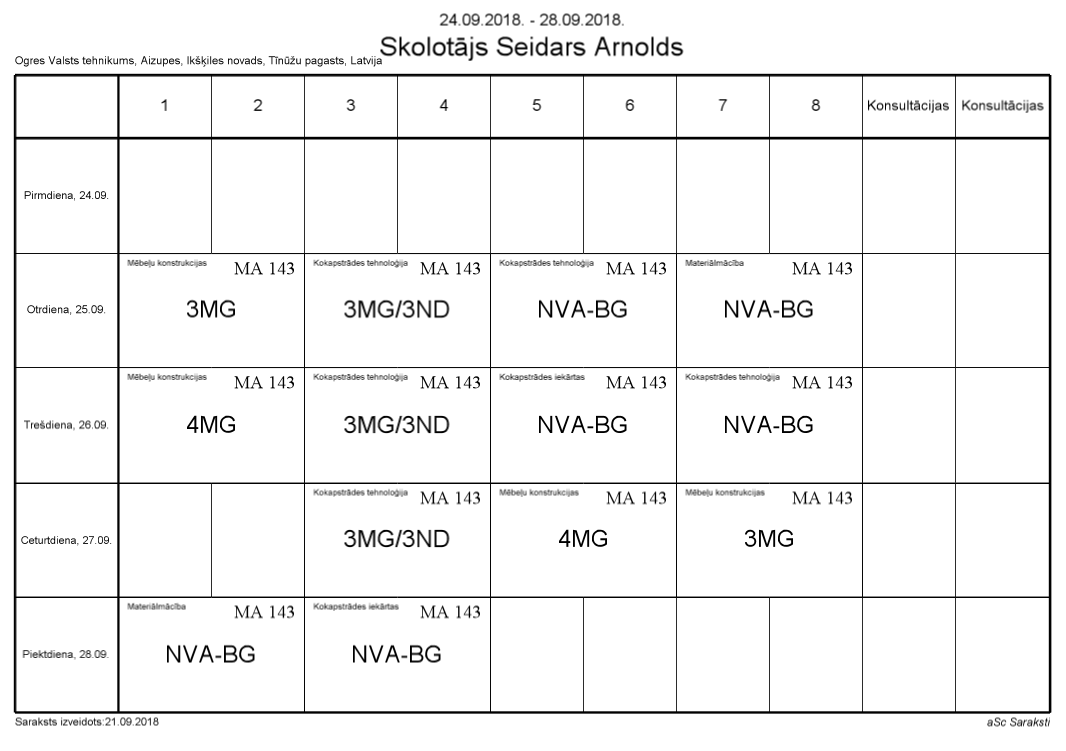 24.09.2018. - 28.09.2018.
Skolotājs Seidars Arnolds
Ogres Valsts tehnikums, Aizupes, Ikšķiles novads, Tīnūžu pagasts, Latvija
1 2 3 4 5 6 7 8 Konsultācijas Konsultācijas
Pirmdiena, 24.09.
Mēbeļu konstrukcijas MA 143 Kokapstrādes tehnoloģija MA 143 Kokapstrādes tehnoloģija MA 143 Materiālmācība MA 143
Otrdiena, 25.09. 3MG 3MG/3ND NVA-BG NVA-BG
Mēbeļu konstrukcijas MA 143 Kokapstrādes tehnoloģija MA 143 Kokapstrādes iekārtas MA 143 Kokapstrādes tehnoloģija MA 143
Trešdiena, 26.09. 4MG 3MG/3ND NVA-BG NVA-BG
Kokapstrādes tehnoloģija MA 143 Mēbeļu konstrukcijas MA 143 Mēbeļu konstrukcijas MA 143
Ceturtdiena, 27.09. 3MG/3ND 4MG 3MG
Materiālmācība MA 143 Kokapstrādes iekārtas MA 143
Piektdiena, 28.09. NVA-BG NVA-BG
Saraksts izveidots:21.09.2018 aSc Saraksti